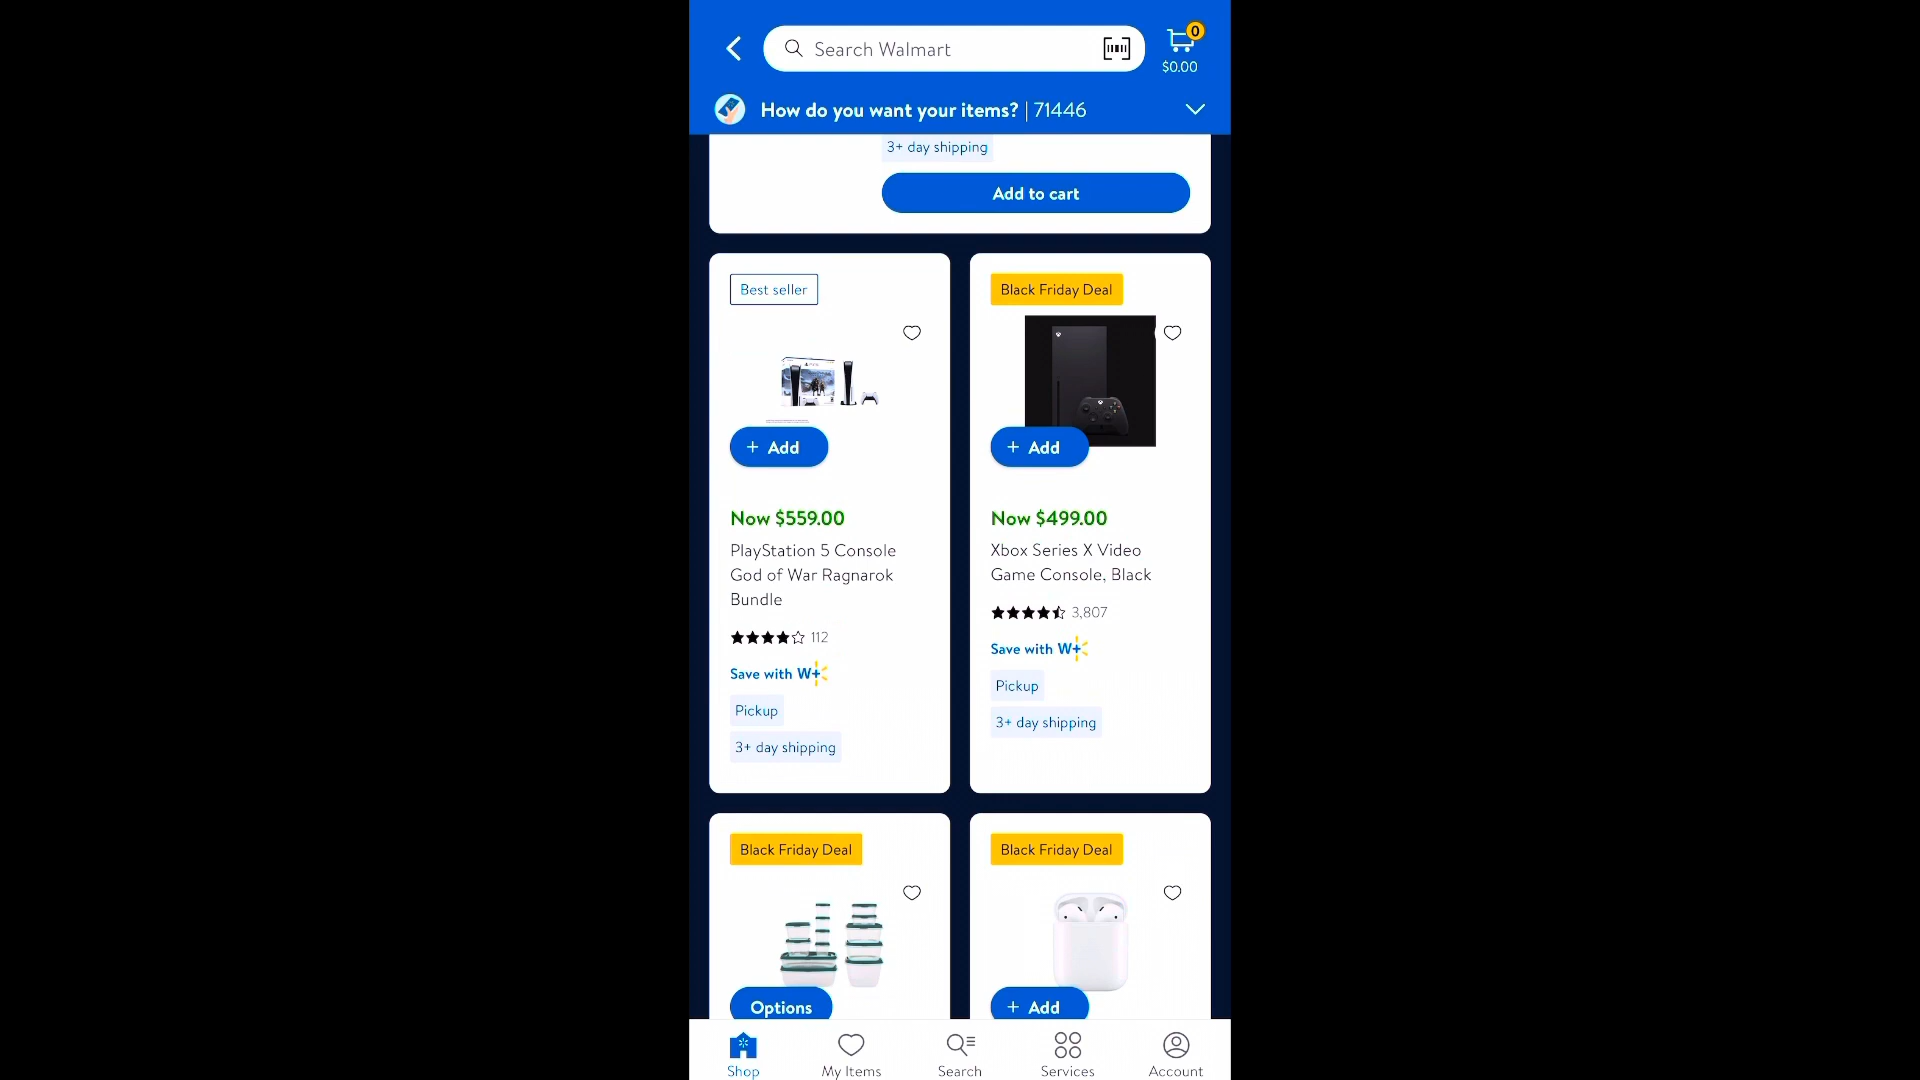 Search Walmart
0
$0.00
How do you want your items? | 71446
3+ day shipping
Add to cart
Best seller
+ Add
Now $559.00
PlayStation 5 Console
God of War Ragnarok
Bundle
112
Save with W+
Pickup
3+ day shipping
Black Friday Deal
+ Add
Now $499.00
Xbox Series X Video
Game Console, Black
3,807
Save with W+
Pickup
3+ day shipping
Black Friday Deal
Options
Black Friday Deal
+ Add
Shop
My Items
Search
Services
Account